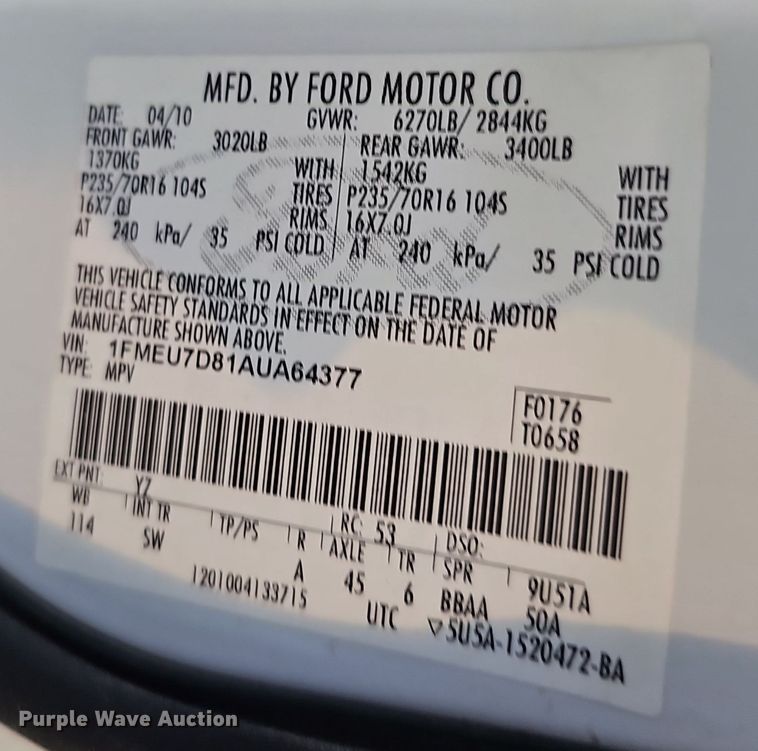 MFD. BY FORD MOTOR CO.
DATE: 04/10 GVWR: 6270LB/ 2844KG
FRONT GAWR: 3020LB REAR GAWR: 3400LB
1370KG WITH 1542KG WITH
P235/70R16 104S TIRES P235/70R16 104S TIRES
16X7.0J RIMS 16X7.0J RIMS
AT 240 kPa/ 35 PSI COLD AT 240 kPa/ 35 PSI COLD
THIS VEHICLE CONFORMS TO ALL APPLICABLE FEDERAL MOTOR
VEHICLE SAFETY STANDARDS IN EFFECT ON THE DATE OF
MANUFACTURE SHOWN ABOVE.
VIN: 1FMEU7D81AUA64377
TYPE: MPV
F0176
T0658
EXT PNT: YZ RC: 53 DSO:
WB INT TR TP/PS R AXLE TR SPR 9U51A
114 SW A 45 6 BBAA 50A
1201004133715 UTC ▽5U5A-1520472-BA
Purple Wave Auction